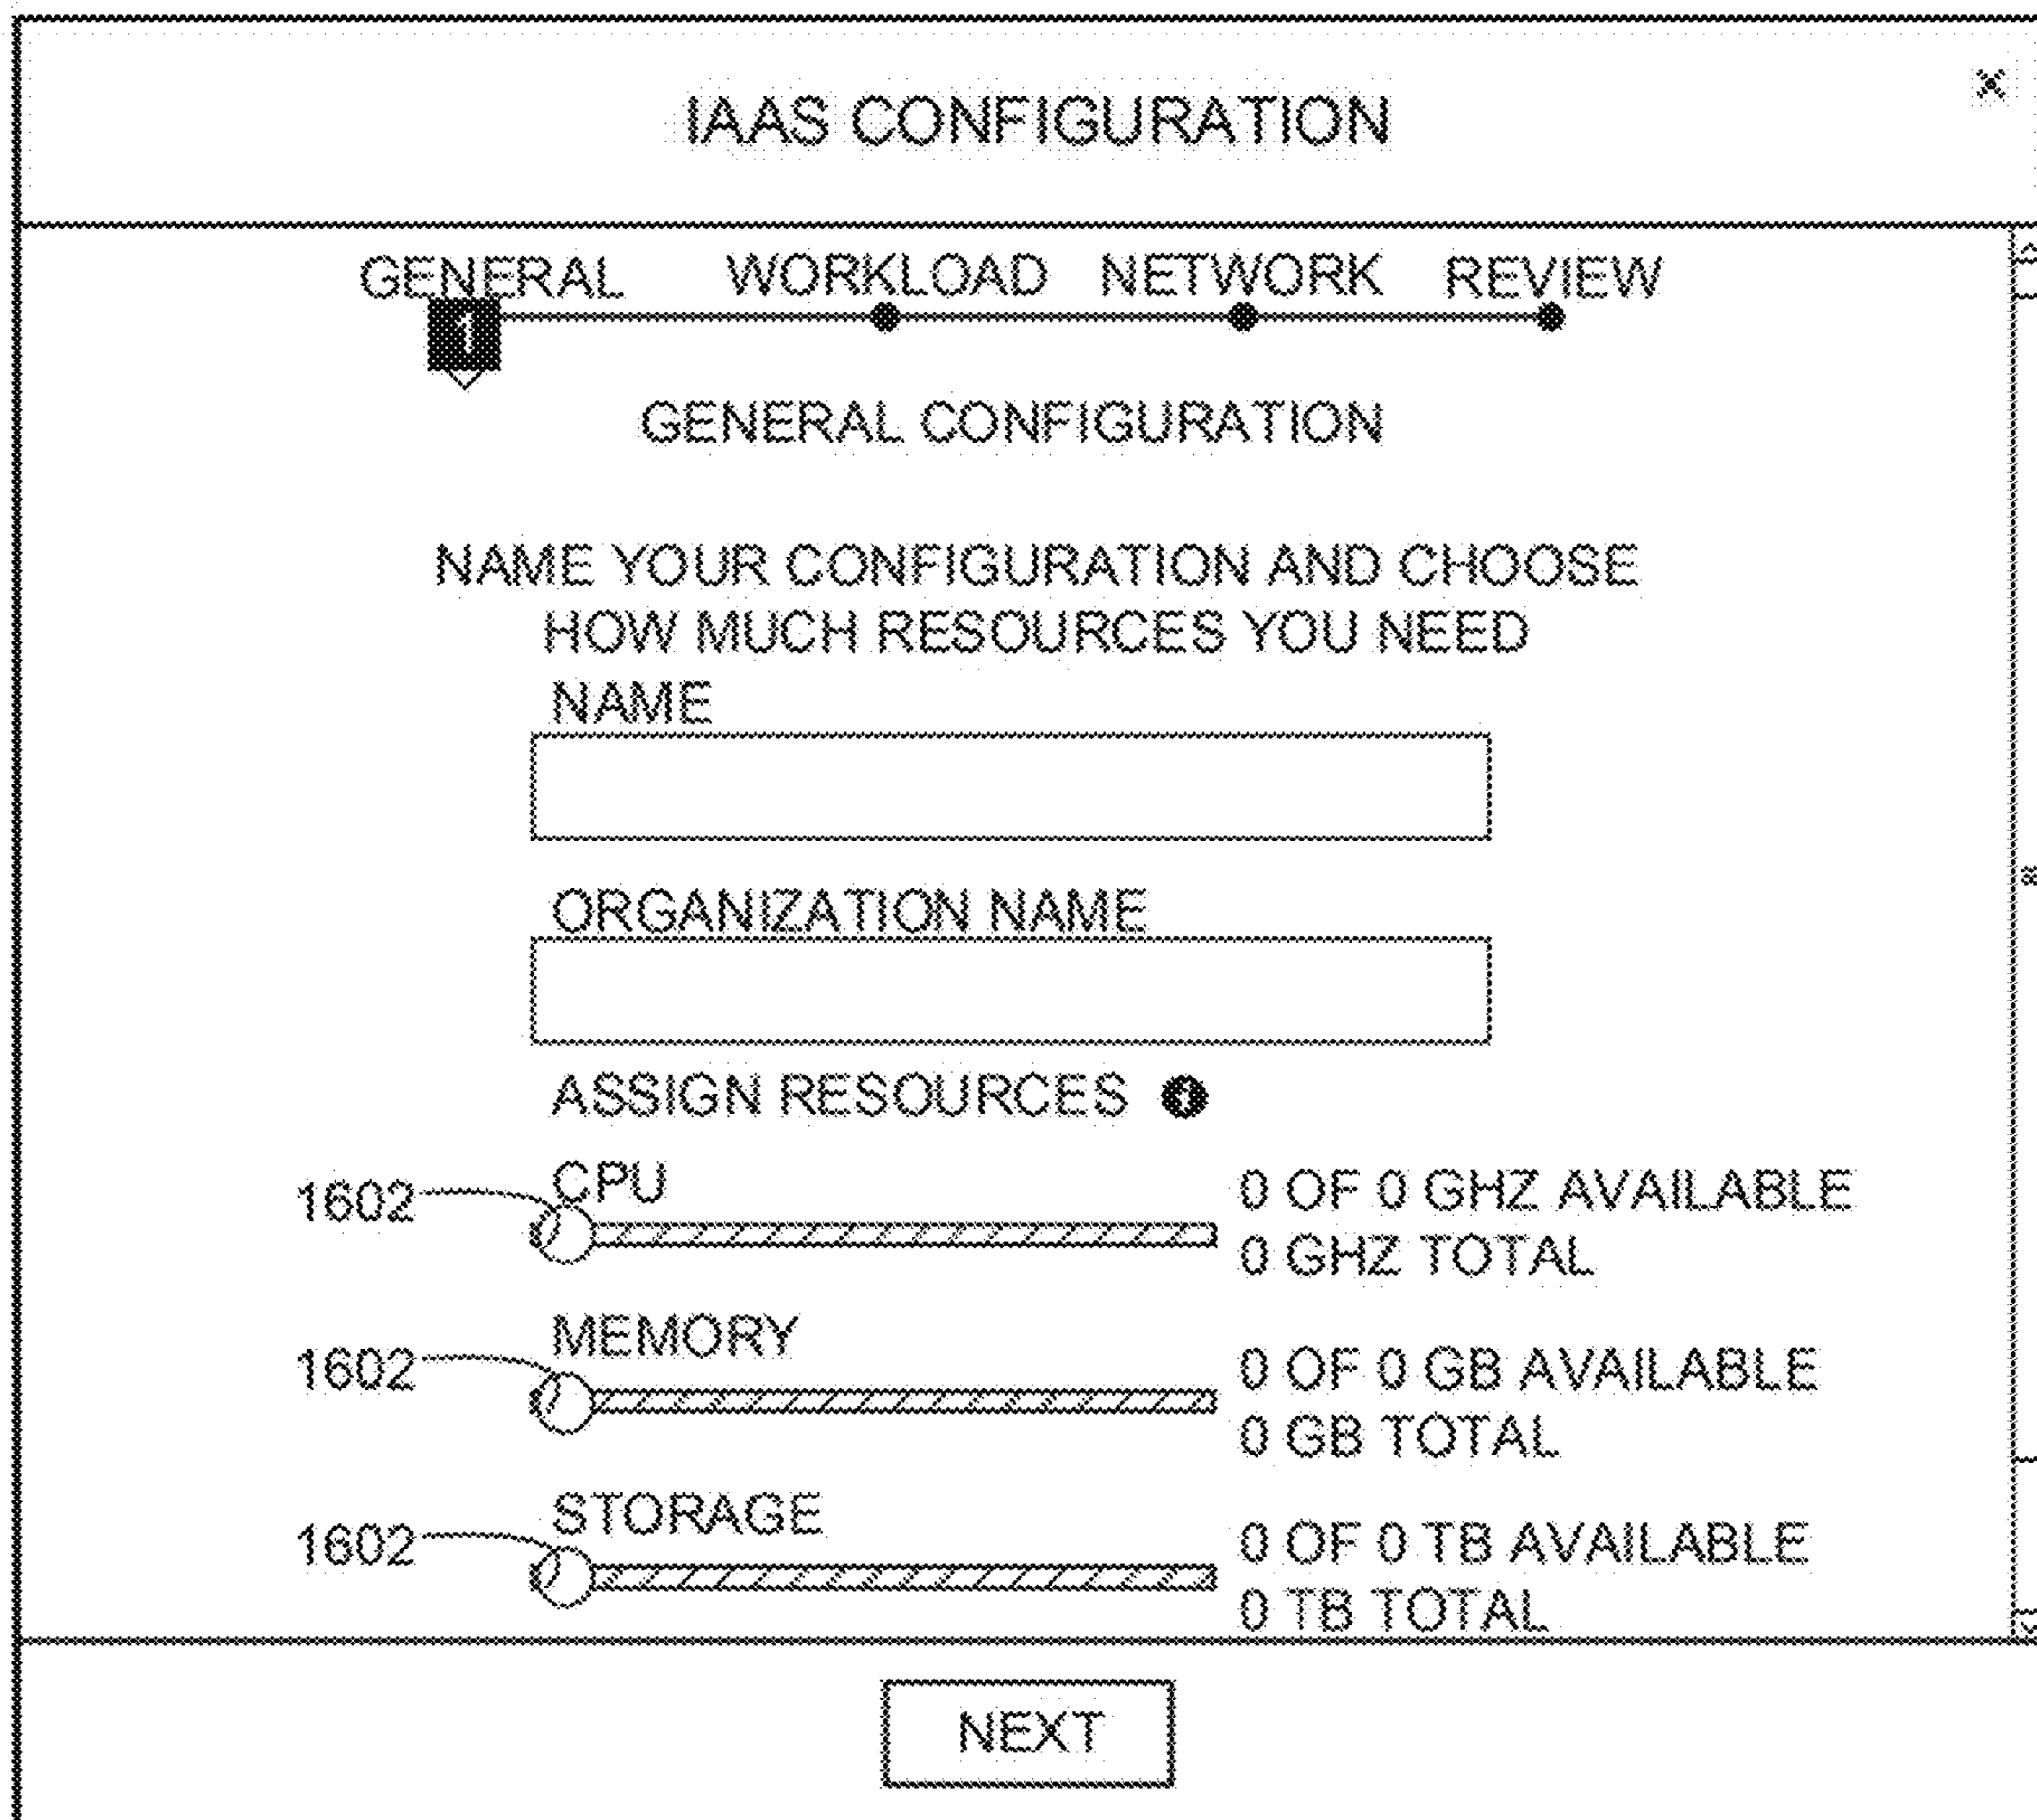 IAAS CONFIGURATION
X
GENERAL WORKLOAD NETWORK REVIEW
1
GENERAL CONFIGURATION
NAME YOUR CONFIGURATION AND CHOOSE
HOW MUCH RESOURCES YOU NEED
NAME
ORGANIZATION NAME
ASSIGN RESOURCES
CPU
1602
0 OF 0 GHZ AVAILABLE
0 GHZ TOTAL
MEMORY
1602
0 OF 0 GB AVAILABLE
0 GB TOTAL
STORAGE
1602
0 OF 0 TB AVAILABLE
0 TB TOTAL
NEXT